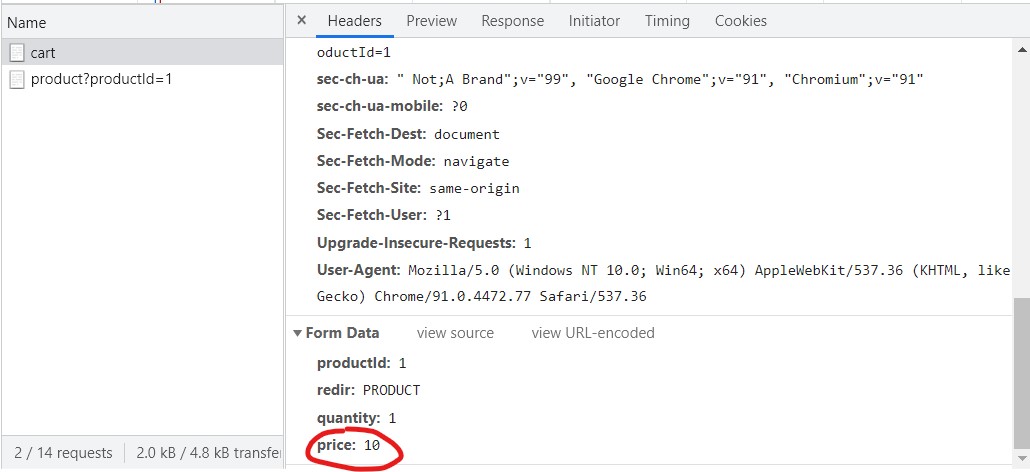 Name
cart
product?productId=1
2 / 14 requests
2.0 kB / 4.8 kB transfe
× Headers Preview Response Initiator Timing Cookies
oductId=1
sec-ch-ua: " Not;A Brand";v="99", "Google Chrome";v="91", "Chromium";v="91"
sec-ch-ua-mobile: ?0
Sec-Fetch-Dest: document
Sec-Fetch-Mode: navigate
Sec-Fetch-Site: same-origin
Sec-Fetch-User: ?1
Upgrade-Insecure-Requests: 1
User-Agent: Mozilla/5.0 (Windows NT 10.0; Win64; x64) AppleWebKit/537.36 (KHTML, like
Gecko) Chrome/91.0.4472.77 Safari/537.36
▼ Form Data view source view URL-encoded
productId: 1
redir: PRODUCT
quantity: 1
price: 10